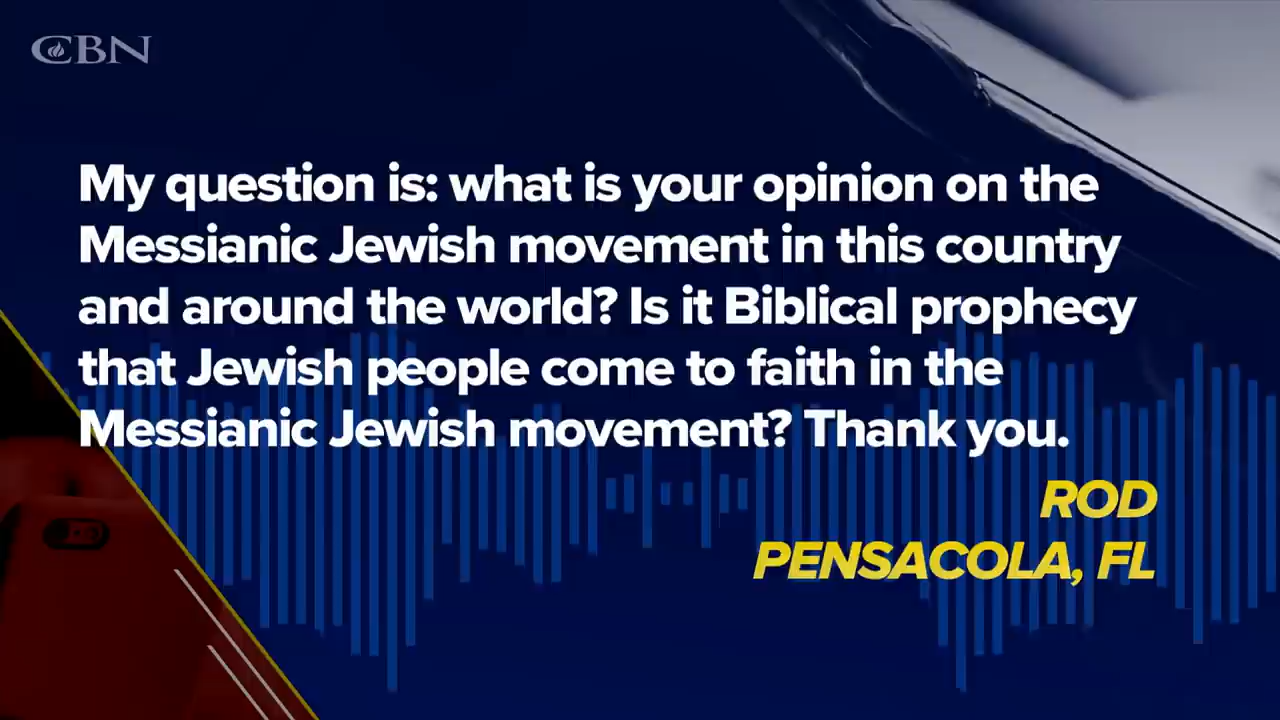 CBN
My question is: what is your opinion on the
Messianic Jewish movement in this country
and around the world? Is it Biblical prophecy
that Jewish people come to faith in the
Messianic Jewish movement? Thank you.
ROD
PENSACOLA, FL